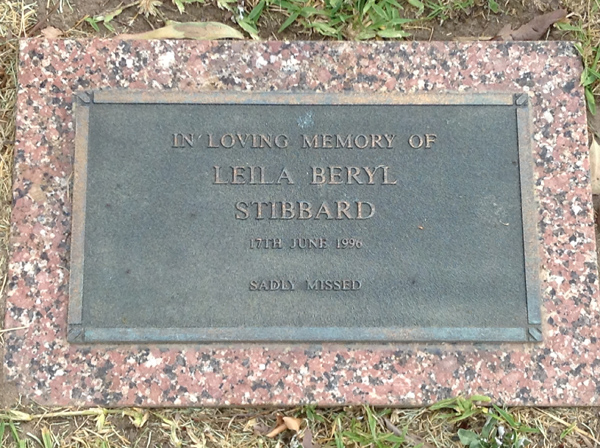 IN LOVING MEMORY OF
LEILA BERYL
STIBBARD
17TH JUNE 1996
SADLY MISSED